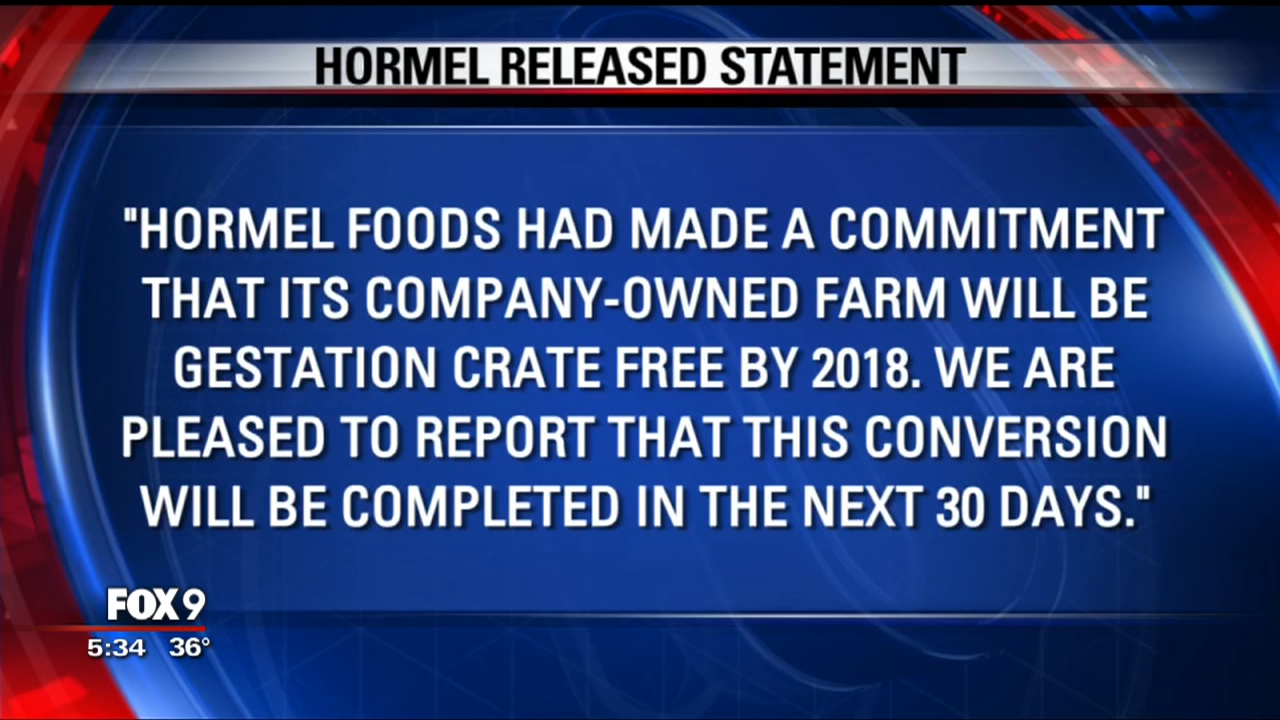 HORMEL RELEASED STATEMENT
"HORMEL FOODS HAD MADE A COMMITMENT
THAT ITS COMPANY-OWNED FARM WILL BE
GESTATION CRATE FREE BY 2018. WE ARE
PLEASED TO REPORT THAT THIS CONVERSION
WILL BE COMPLETED IN THE NEXT 30 DAYS."
FOX 9
5:34 36°